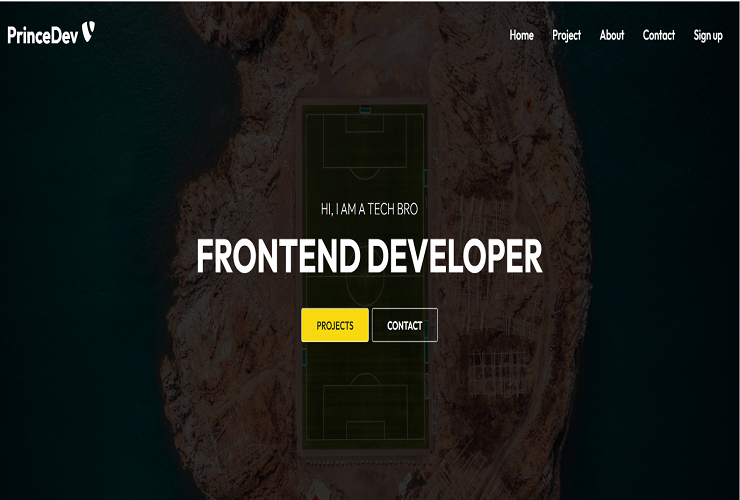 PrinceDev
Home Project About Contact Sign up
HI, I AM A TECH BRO
FRONTEND DEVELOPER
PROJECTS CONTACT